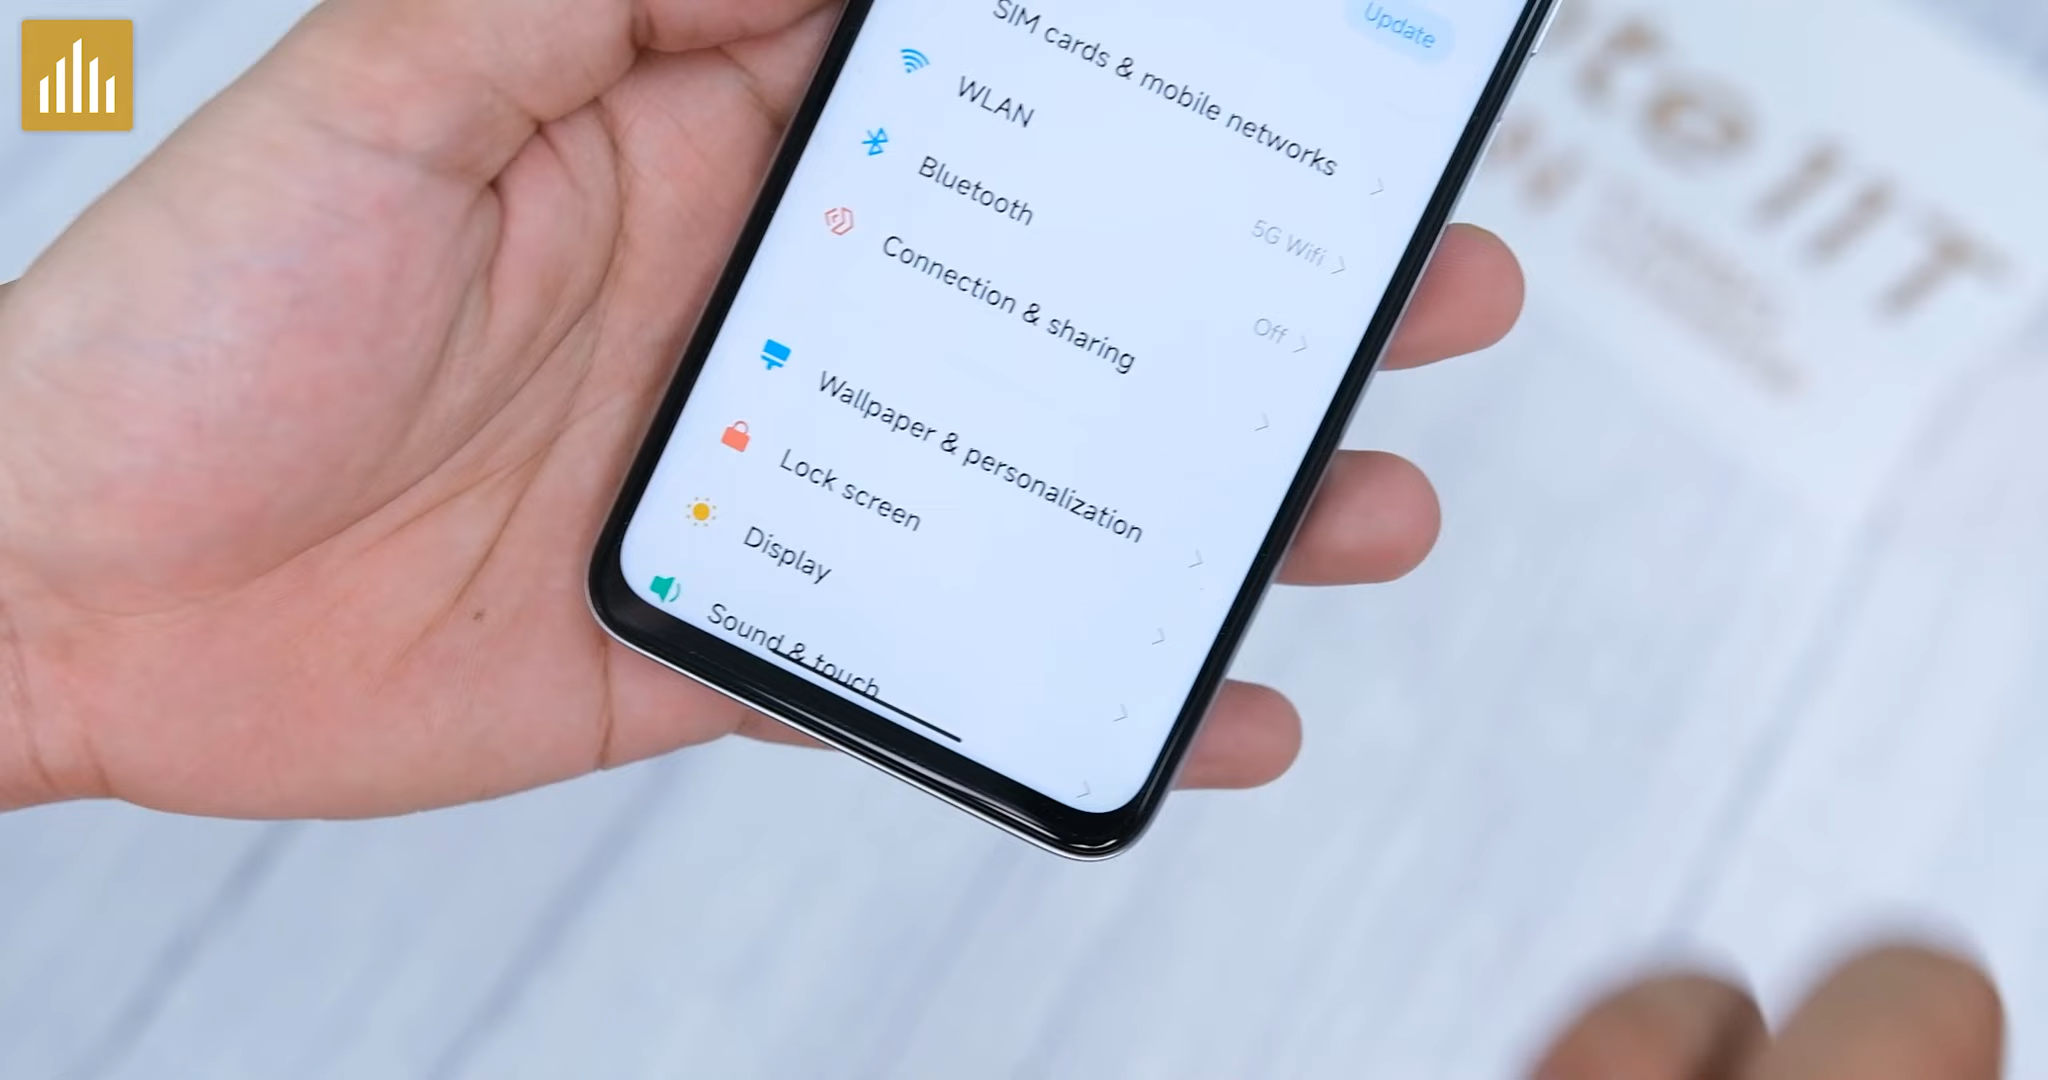 Update
SIM cards & mobile networks
WLAN
5G Wifi
Bluetooth
Off
Connection & sharing
Wallpaper & personalization
Lock screen
Display
Sound & touch